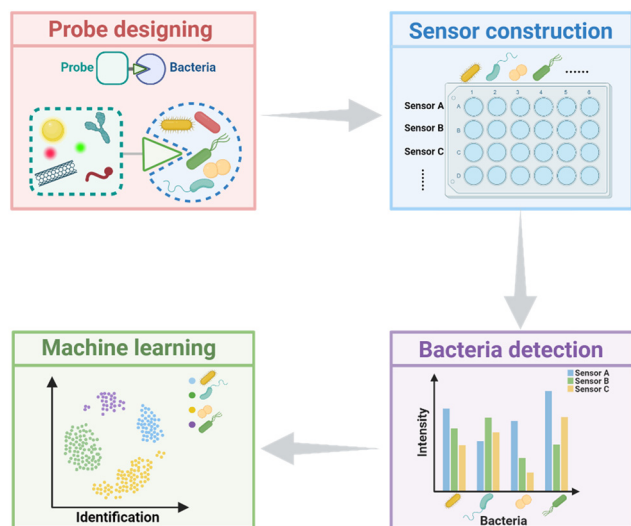 Probe designing
Probe
Bacteria
Sensor construction
1 2 3 4 5 6
Sensor A
A
Sensor B
B
Sensor C
C
D
Bacteria detection
Sensor A
Sensor B
Sensor C
Intensity
Bacteria
Machine learning
Identification